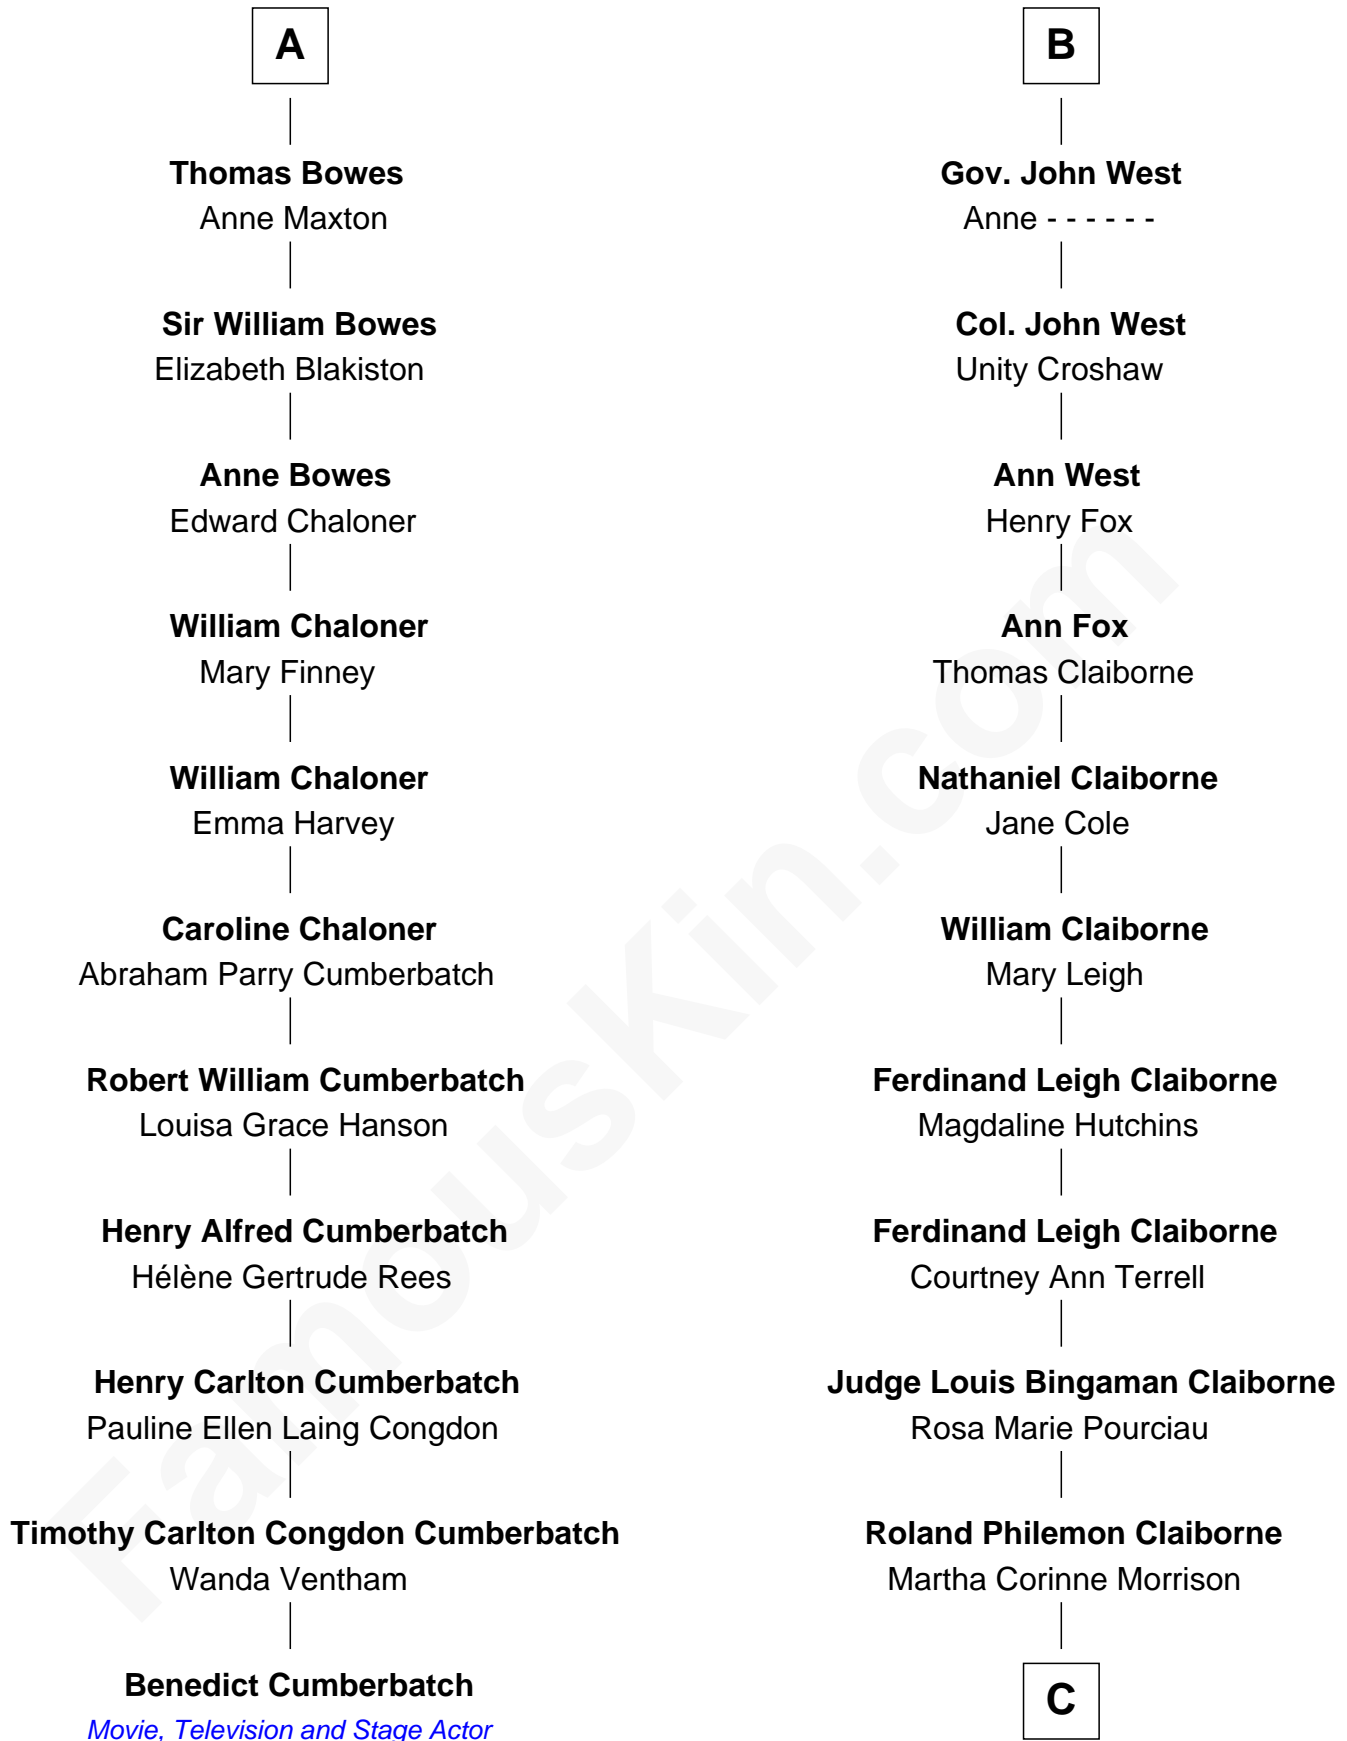 A
Thomas Bowes
Anne Maxton
Sir William Bowes
Elizabeth Blakiston
Anne Bowes
Edward Chaloner
William Chaloner
Mary Finney
William Chaloner
Emma Harvey
Caroline Chaloner
Abraham Parry Cumberbatch
Robert William Cumberbatch
Louisa Grace Hanson
Henry Alfred Cumberbatch
Hélène Gertrude Rees
Henry Carlton Cumberbatch
Pauline Ellen Laing Congdon
Timothy Carlton Congdon Cumberbatch
Wanda Ventham
Benedict Cumberbatch
Movie, Television and Stage Actor
B
Gov. John West
Anne - - - - - -
Col. John West
Unity Croshaw
Ann West
Henry Fox
Ann Fox
Thomas Claiborne
Nathaniel Claiborne
Jane Cole
William Claiborne
Mary Leigh
Ferdinand Leigh Claiborne
Magdaline Hutchins
Ferdinand Leigh Claiborne
Courtney Ann Terrell
Judge Louis Bingaman Claiborne
Rosa Marie Pourciau
Roland Philemon Claiborne
Martha Corinne Morrison
C
FamousKin.com